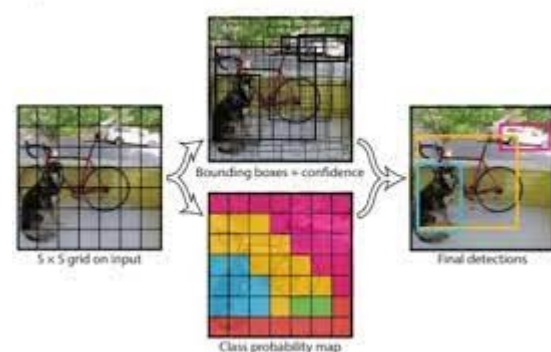 Bounding boxes + confidence
S × S grid on input
Final detections
Class probability map